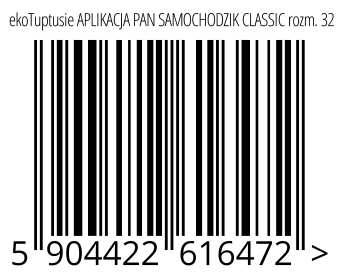 ekoTuptusie APLIKACJA PAN SAMOCHODZIK CLASSIC rozm. 32
5 904422 616472 >